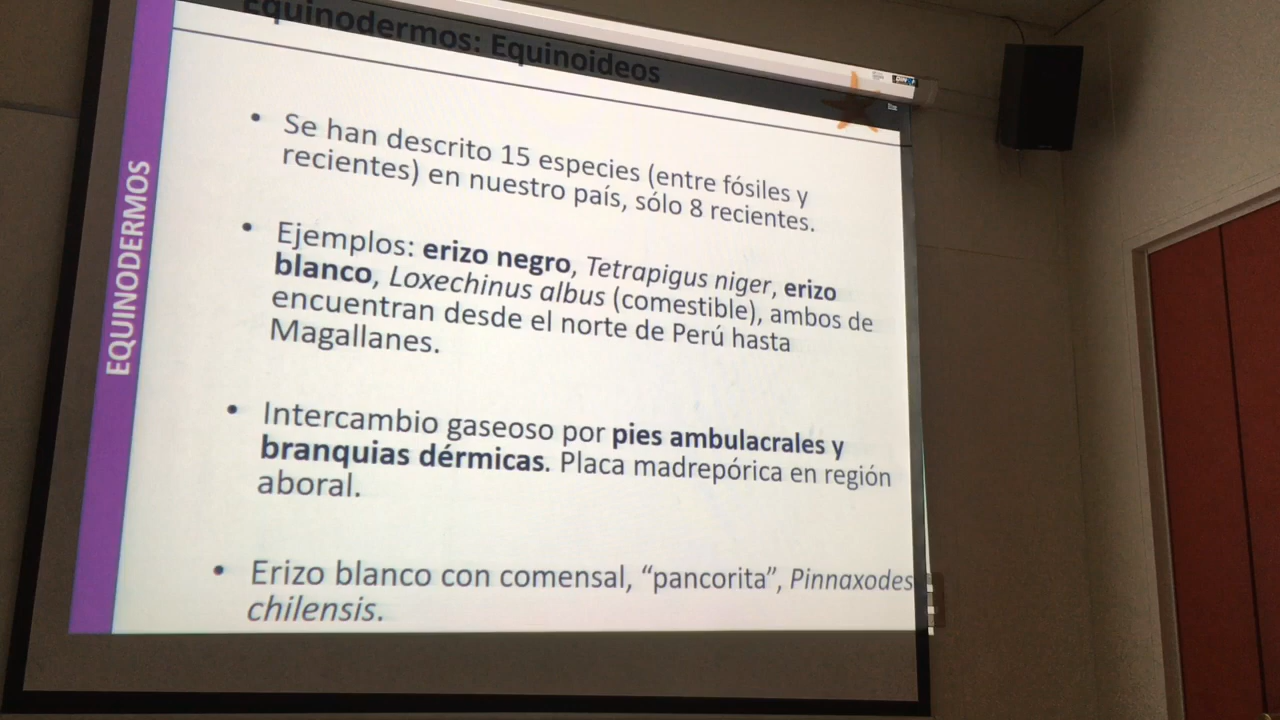 Equinodermos: Equinoideos
EQUINODERMOS
• Se han descrito 15 especies (entre fósiles y
recientes) en nuestro país, sólo 8 recientes.
• Ejemplos: erizo negro, Tetrapigus niger, erizo
blanco, Loxechinus albus (comestible), ambos de
encuentran desde el norte de Perú hasta
Magallanes.
• Intercambio gaseoso por pies ambulacrales y
branquias dérmicas. Placa madrepórica en región
aboral.
• Erizo blanco con comensal, “pancorita”, Pinnaxodes
chilensis.